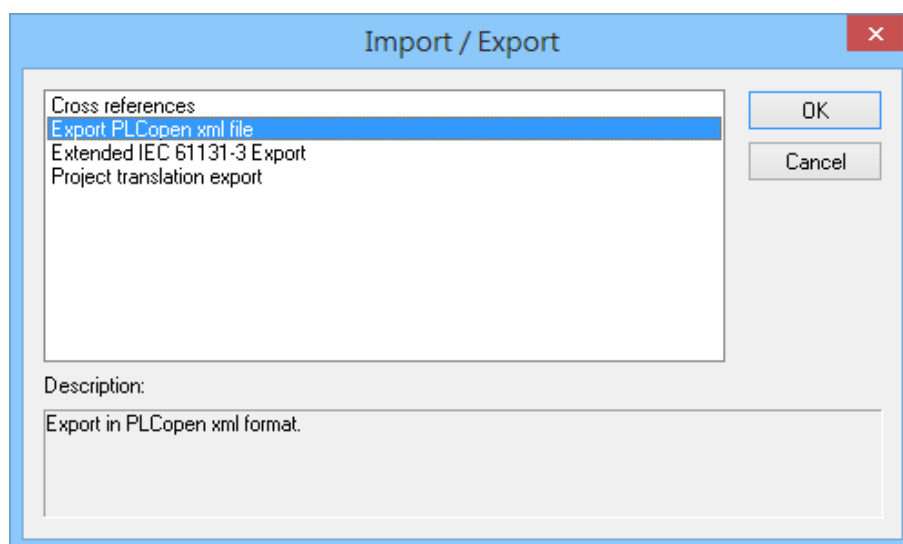 Import / Export
Cross references
Export PLCopen xml file
Extended IEC 61131-3 Export
Project translation export
OK
Cancel
Description:
Export in PLCopen xml format.